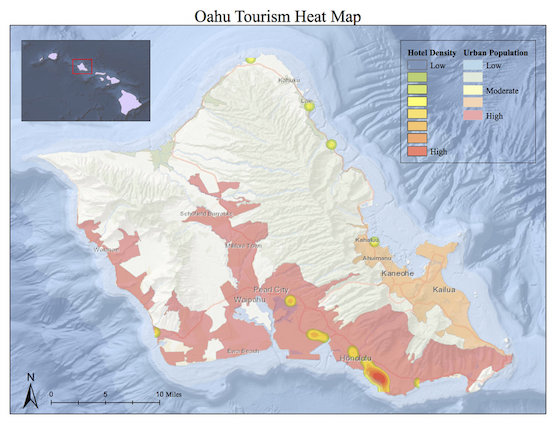 Oahu Tourism Heat Map
Hotel Density
Urban Population
Low
Low
Moderate
High
High
Kahuku
Laie
Schofield Barracks
Mililani Town
Waianae
Kahaluu
Ahuimanu
Kaneohe
Kailua
Pearl City
Waipahu
Ewa Beach
Honolulu
N
0 5 10 Miles